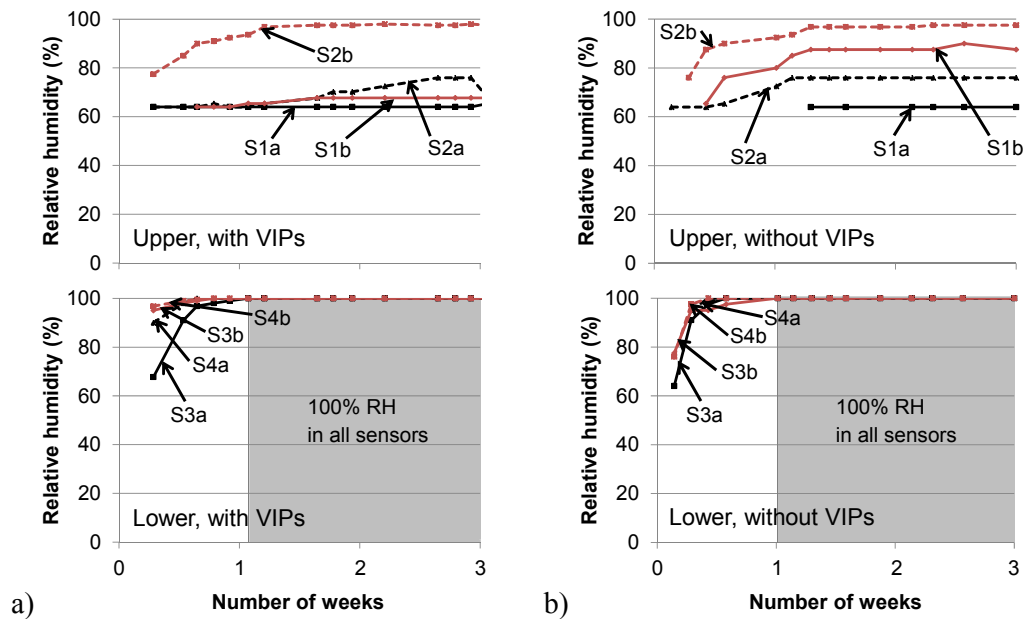 Relative humidity (%)
100
80
60
40
20
0
S2b
S1a
S1b
S2a
Upper, with VIPs
Relative humidity (%)
100
80
60
40
20
0
S2b
S2a
S1a
S1b
Upper, without VIPs
Relative humidity (%)
100
80
60
40
20
0
S4b
S3b
S4a
S3a
100% RH
in all sensors
Lower, with VIPs
0 1 2 3
Number of weeks
a)
Relative humidity (%)
100
80
60
40
20
0
S4a
S4b
S3b
S3a
100% RH
in all sensors
Lower, without VIPs
0 1 2 3
Number of weeks
b)